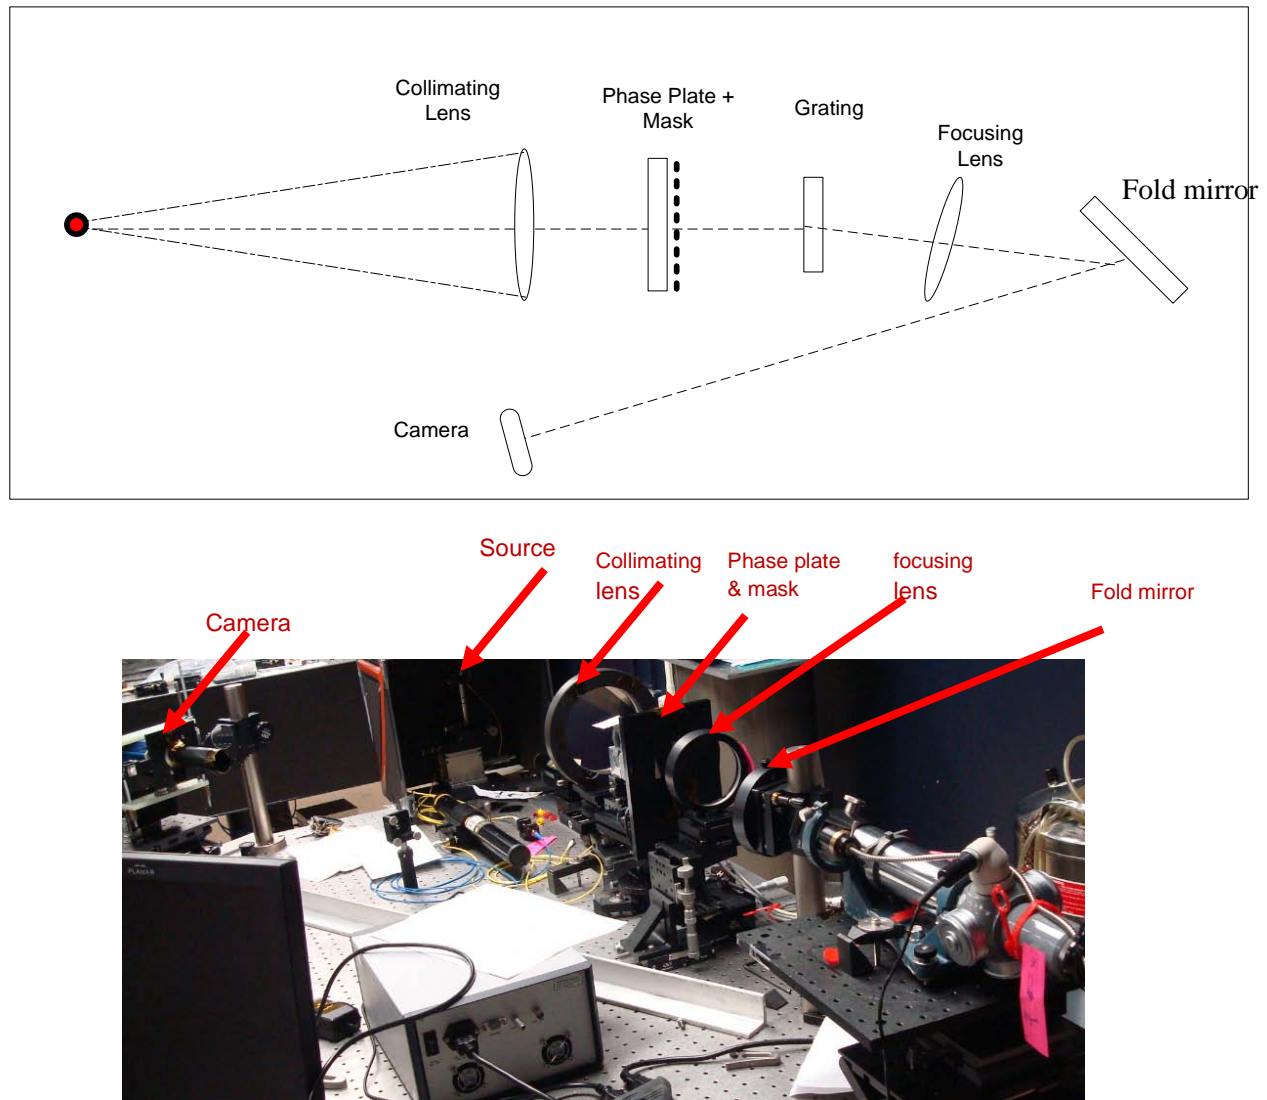 Collimating
Lens
Phase Plate +
Mask
Grating
Focusing
Lens
Fold mirror
Camera
Source
Collimating
lens
Phase plate
& mask
focusing
lens
Fold mirror
Camera
PLANAR